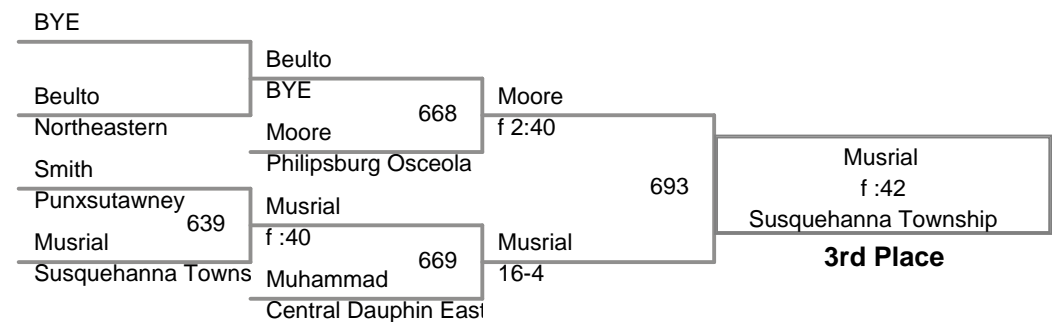 BYE
Beulto
Northeastern
Smith
Punxsutawney
639
Musrial
Susquehanna Towns
Beulto
BYE
668
Moore
Philipsburg Osceola
Musrial
f :40
669
Muhammad
Central Dauphin East
Moore
f 2:40
693
Musrial
16-4
Musrial
f :42
Susquehanna Township
3rd Place